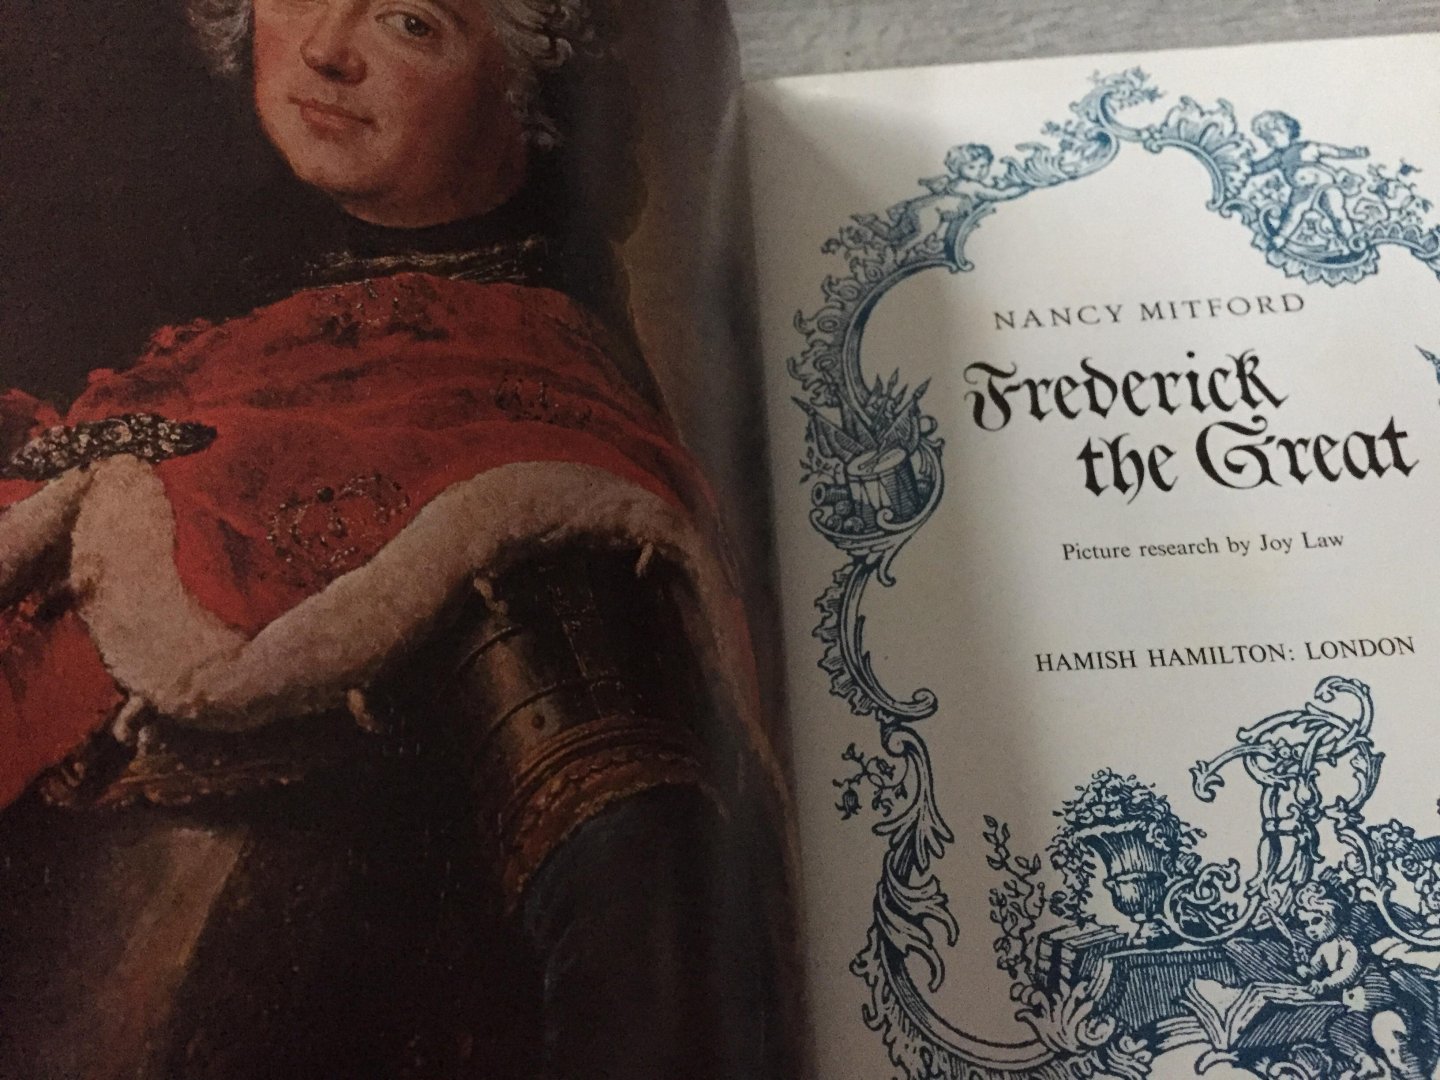 NANCY MITFORD
Frederick
the Great
Picture research by Joy Law
HAMISH HAMILTON: LONDON